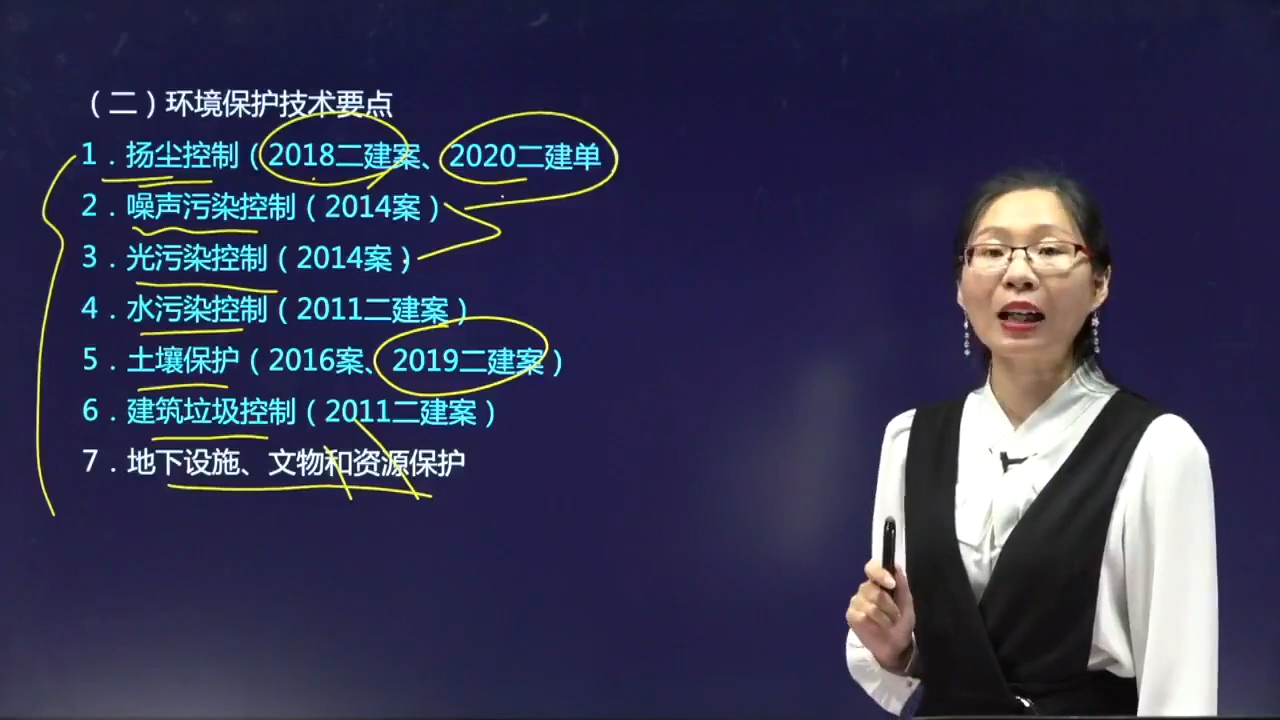 （二）环境保护技术要点
1．扬尘控制（2018二建案、2020二建单
2．噪声污染控制（2014案）
3．光污染控制（2014案）
4．水污染控制（2011二建案）
5．土壤保护（2016案、2019二建案）
6．建筑垃圾控制（2011二建案）
7．地下设施、文物和资源保护